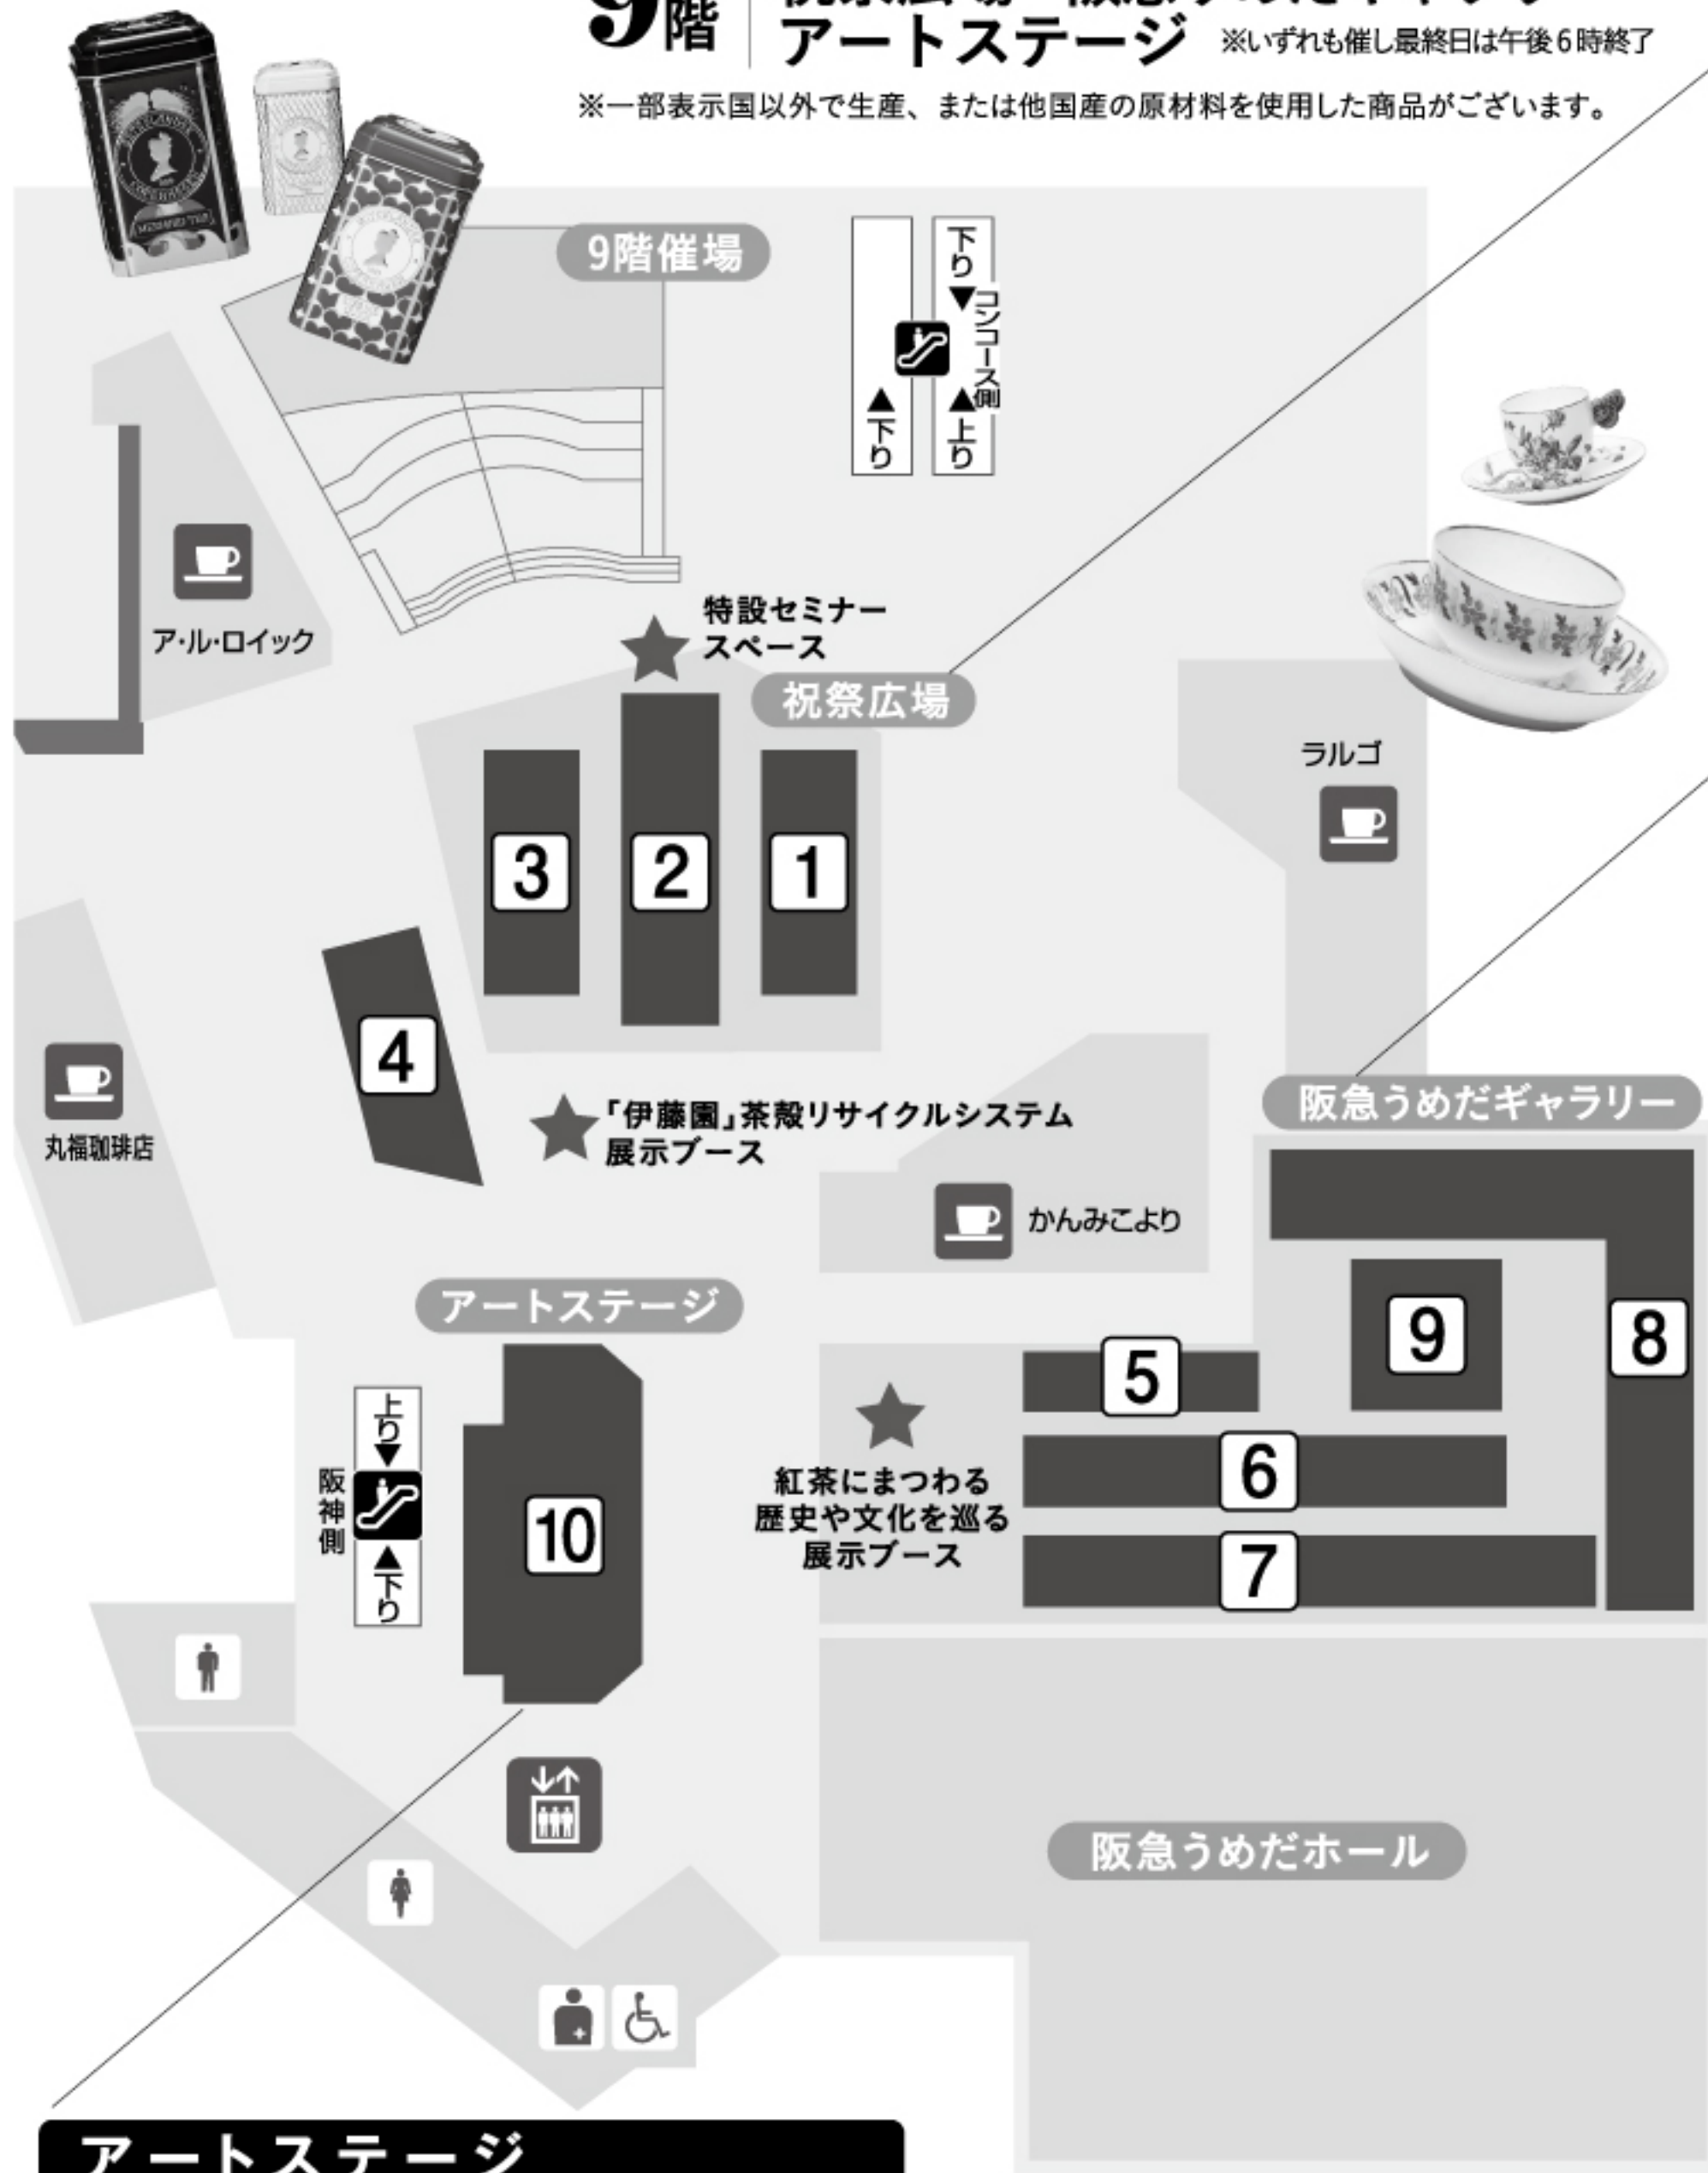 9階
アートステージ ※いずれも催し最終日は午後6時終了
※一部表示国以外で生産、または他国産の原材料を使用した商品がございます。
9階催場
下り
コンコース側
下り
上り
ア・ル・ロイック
特設セミナー
スペース
祝祭広場
ラルゴ
3
2
1
4
丸福珈琲店
「伊藤園」茶殻リサイクルシステム
展示ブース
阪急うめだギャラリー
かんみこより
アートステージ
5
9
8
6
7
上り
阪神側
下り
10
紅茶にまつわる
歴史や文化を巡る
展示ブース
阪急うめだホール
アートステージ